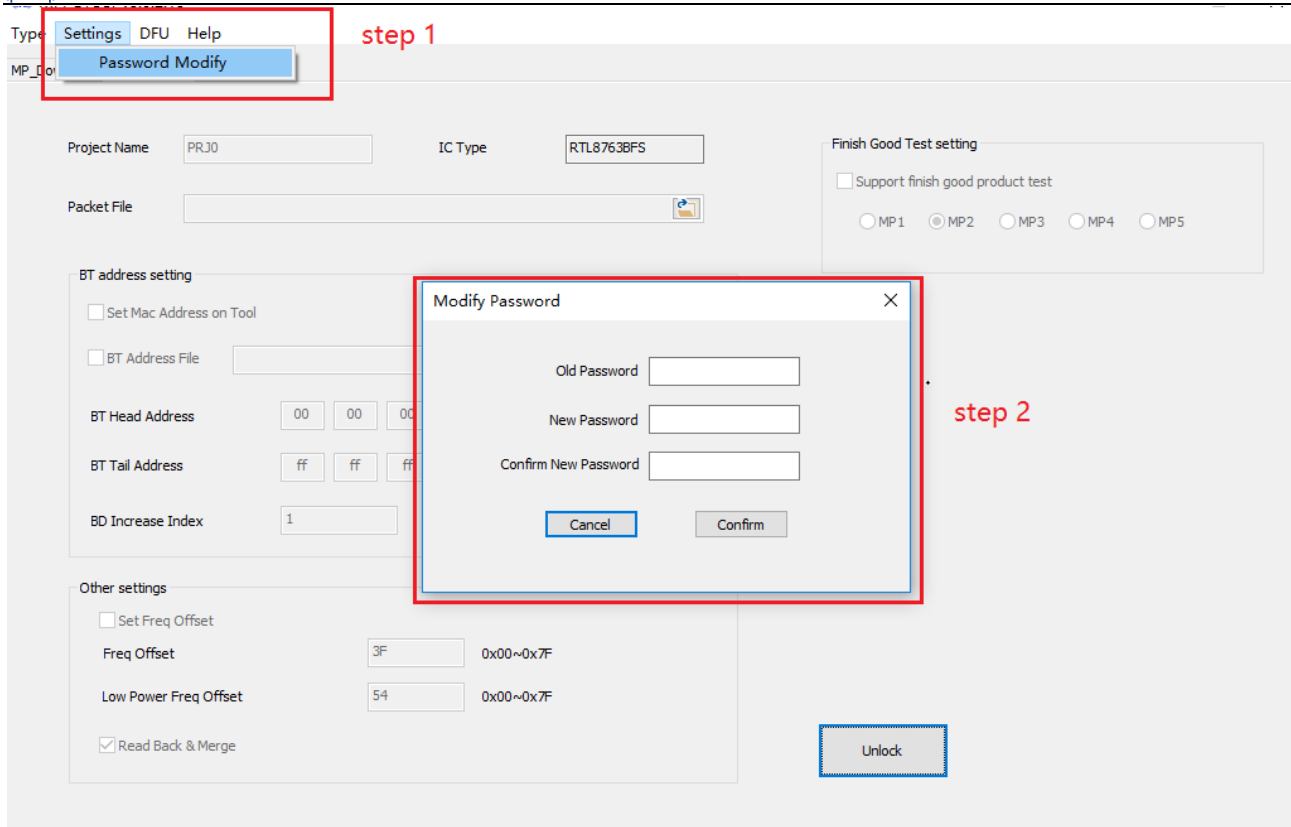 Type Settings DFU Help
step 1
Password Modify
Project Name PRJ0 IC Type RTL8763BFS
Packet File
Finish Good Test setting
Support finish good product test
MP1 MP2 MP3 MP4 MP5
BT address setting
Set Mac Address on Tool
BT Address File
BT Head Address 00 00 00
BT Tail Address ff ff ff
BD Increase Index 1
Modify Password
Old Password
New Password
Confirm New Password
Cancel Confirm
step 2
Other settings
Set Freq Offset
Freq Offset 3F 0x00~0x7F
Low Power Freq Offset 54 0x00~0x7F
Read Back & Merge
Unlock